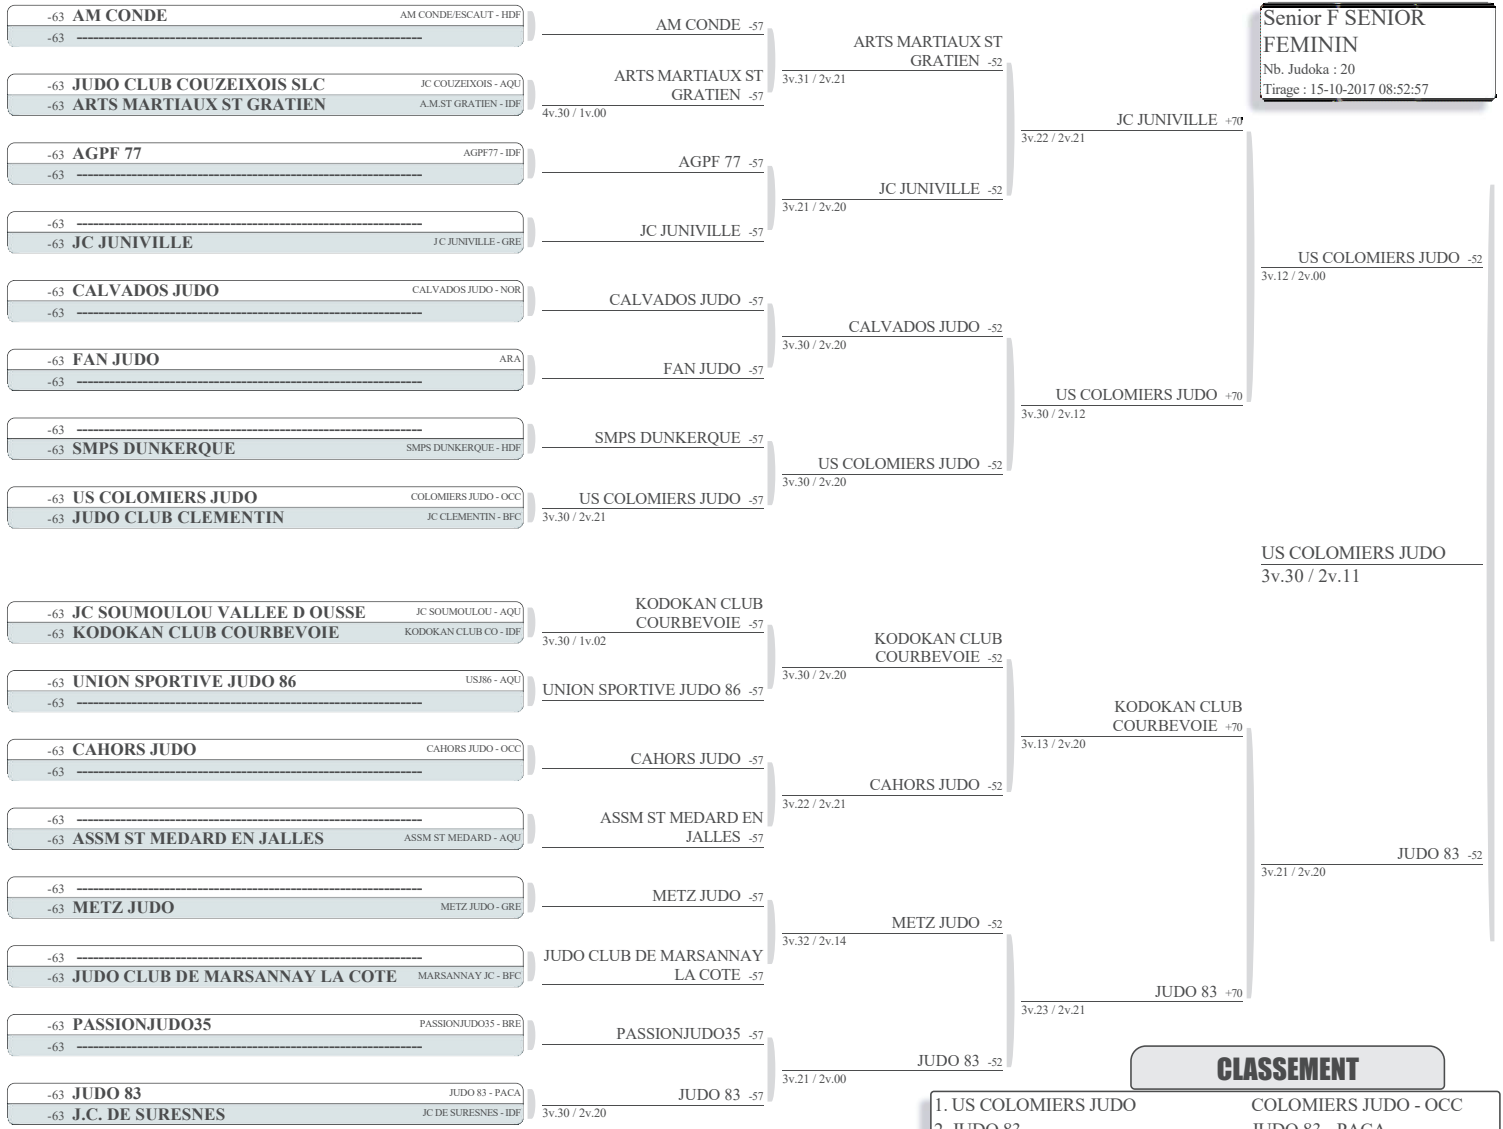 Senior F SENIOR
FEMININ
Nb. Judoka : 20
Tirage : 15-10-2017 08:52:57
-63 AM CONDE AM CONDE/ESCAUT - HDF
-63 ------------------------------------------------------------
-63 JUDO CLUB COUZEIXOIS SLC JC COUZEIXOIS - AQU
-63 ARTS MARTIAUX ST GRATIEN A.M.ST GRATIEN - IDF
-63 AGPF 77 AGPF77 - IDF
-63 ------------------------------------------------------------
-63 ------------------------------------------------------------
-63 JC JUNIVILLE J C JUNIVILLE - GRE
-63 CALVADOS JUDO CALVADOS JUDO - NOR
-63 ------------------------------------------------------------
-63 FAN JUDO ARA
-63 ------------------------------------------------------------
-63 ------------------------------------------------------------
-63 SMPS DUNKERQUE SMPS DUNKERQUE - HDF
-63 US COLOMIERS JUDO COLOMIERS JUDO - OCC
-63 JUDO CLUB CLEMENTIN JC CLEMENTIN - BFC
-63 JC SOUMOULOU VALLEE D OUSSE JC SOUMOULOU - AQU
-63 KODOKAN CLUB COURBEVOIE KODOKAN CLUB CO - IDF
-63 UNION SPORTIVE JUDO 86 USJ86 - AQU
-63 ------------------------------------------------------------
-63 CAHORS JUDO CAHORS JUDO - OCC
-63 ------------------------------------------------------------
-63 ------------------------------------------------------------
-63 ASSM ST MEDARD EN JALLES ASSM ST MEDARD - AQU
-63 ------------------------------------------------------------
-63 METZ JUDO METZ JUDO - GRE
-63 ------------------------------------------------------------
-63 JUDO CLUB DE MARSANNAY LA COTE MARSANNAY JC - BFC
-63 PASSIONJUDO35 PASSIONJUDO35 - BRE
-63 ------------------------------------------------------------
-63 JUDO 83 JUDO 83 - PACA
-63 J.C. DE SURESNES JC DE SURESNES - IDF
AM CONDE -57
ARTS MARTIAUX ST
GRATIEN -57
4v.30 / 1v.00
AGPF 77 -57
JC JUNIVILLE -57
CALVADOS JUDO -57
FAN JUDO -57
SMPS DUNKERQUE -57
US COLOMIERS JUDO -57
3v.30 / 2v.21
KODOKAN CLUB
COURBEVOIE -57
3v.30 / 1v.02
UNION SPORTIVE JUDO 86 -57
CAHORS JUDO -57
ASSM ST MEDARD EN
JALLES -57
METZ JUDO -57
JUDO CLUB DE MARSANNAY
LA COTE -57
PASSIONJUDO35 -57
JUDO 83 -57
3v.30 / 2v.20
ARTS MARTIAUX ST
GRATIEN -52
3v.31 / 2v.21
JC JUNIVILLE -52
3v.21 / 2v.20
CALVADOS JUDO -52
3v.30 / 2v.20
US COLOMIERS JUDO -52
3v.30 / 2v.20
KODOKAN CLUB
COURBEVOIE -52
3v.30 / 2v.20
CAHORS JUDO -52
3v.22 / 2v.21
METZ JUDO -52
3v.32 / 2v.14
JUDO 83 -52
3v.21 / 2v.00
JC JUNIVILLE +70
3v.22 / 2v.21
US COLOMIERS JUDO +70
3v.30 / 2v.12
KODOKAN CLUB
COURBEVOIE +70
3v.13 / 2v.20
JUDO 83 +70
3v.23 / 2v.21
US COLOMIERS JUDO -52
3v.12 / 2v.00
JUDO 83 -52
3v.21 / 2v.20
US COLOMIERS JUDO
3v.30 / 2v.11
CLASSEMENT
1. US COLOMIERS JUDO COLOMIERS JUDO - OCC
2. JUDO 83 JUDO 83 - PACA